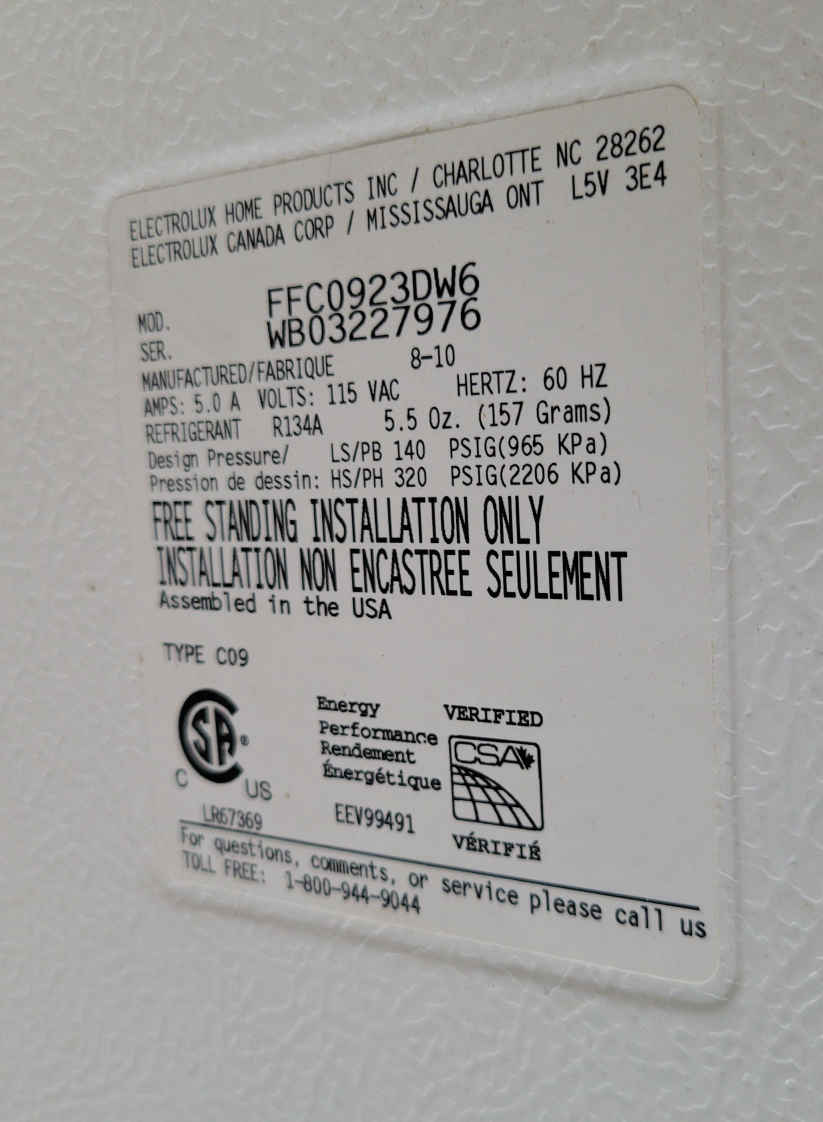 ELECTROLUX HOME PRODUCTS INC / CHARLOTTE NC 28262
ELECTROLUX CANADA CORP / MISSISSAUGA ONT L5V 3E4
MOD. FFC0923DW6
SER. WB03227976
MANUFACTURED/FABRIQUE 8-10
AMPS: 5.0 A VOLTS: 115 VAC HERTZ: 60 HZ
REFRIGERANT R134A 5.5 Oz. (157 Grams)
Design Pressure/ LS/PB 140 PSIG(965 KPa)
Pression de dessin: HS/PH 320 PSIG(2206 KPa)
FREE STANDING INSTALLATION ONLY
INSTALLATION NON ENCASTREE SEULEMENT
Assembled in the USA
TYPE C09
CSA ®
C US
LR67369
Energy
Performance
Rendement
Énergétique
EEV99491
VERIFIED
CSA
VÉRIFIÉ
For questions, comments, or service please call us
TOLL FREE: 1-800-944-9044